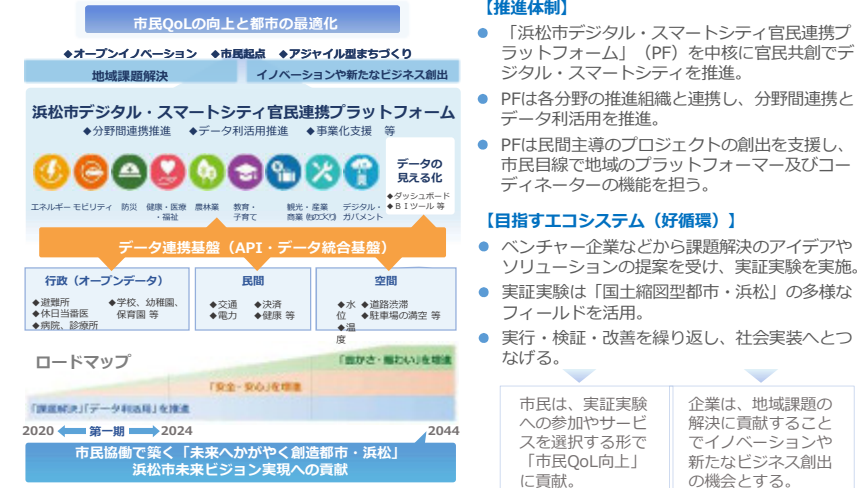 市民QoLの向上と都市の最適化
◆オープンイノベーション ◆市民起点 ◆アジャイル型まちづくり
地域課題解決
イノベーションや新たなビジネス創出
浜松市デジタル・スマートシティ官民連携プラットフォーム
◆分野間連携推進 ◆データ利活用推進 ◆事業化支援 等
データの
見える化
◆ダッシュボード
◆BIツール 等
エネルギー
モビリティ
防災
健康・医療
・福祉
農林業
教育・
子育て
観光・産業
商業(ものづくり)
デジタル・
ガバメント
データ連携基盤(API・データ統合基盤)
行政(オープンデータ)
◆避難所
◆休日当番医
◆病院、診療所
◆学校、幼稚園、
保育園 等
民間
◆交通 ◆決済
◆電力 ◆健康 等
空間
◆水
位
◆温
度
◆道路渋滞
◆駐車場の満空 等
ロードマップ
「豊かさ・賑わい」を増進
「安全・安心」を増進
「課題解決」「データ利活用」を推進
2020
第一期
2024
2044
市民協働で築く「未来へかがやく創造都市・浜松」
浜松市未来ビジョン実現への貢献
【推進体制】
● 「浜松市デジタル・スマートシティ官民連携プ
ラットフォーム」(PF)を中核に官民共創でデ
ジタル・スマートシティを推進。
● PFは各分野の推進組織と連携し、分野間連携と
データ利活用を推進。
● PFは民間主導のプロジェクトの創出を支援し、
市民目線で地域のプラットフォーマー及びコー
ディネーターの機能を担う。
【目指すエコシステム(好循環)】
● ベンチャー企業などから課題解決のアイデアや
ソリューションの提案を受け、実証実験を実施。
● 実証実験は「国土縮図型都市・浜松」の多様な
フィールドを活用。
● 実行・検証・改善を繰り返し、社会実装へとつ
なげる。
市民は、実証実験
への参加やサービ
スを選択する形で
「市民QoL向上」
に貢献。
企業は、地域課題の
解決に貢献すること
でイノベーションや
新たなビジネス創出
の機会とする。